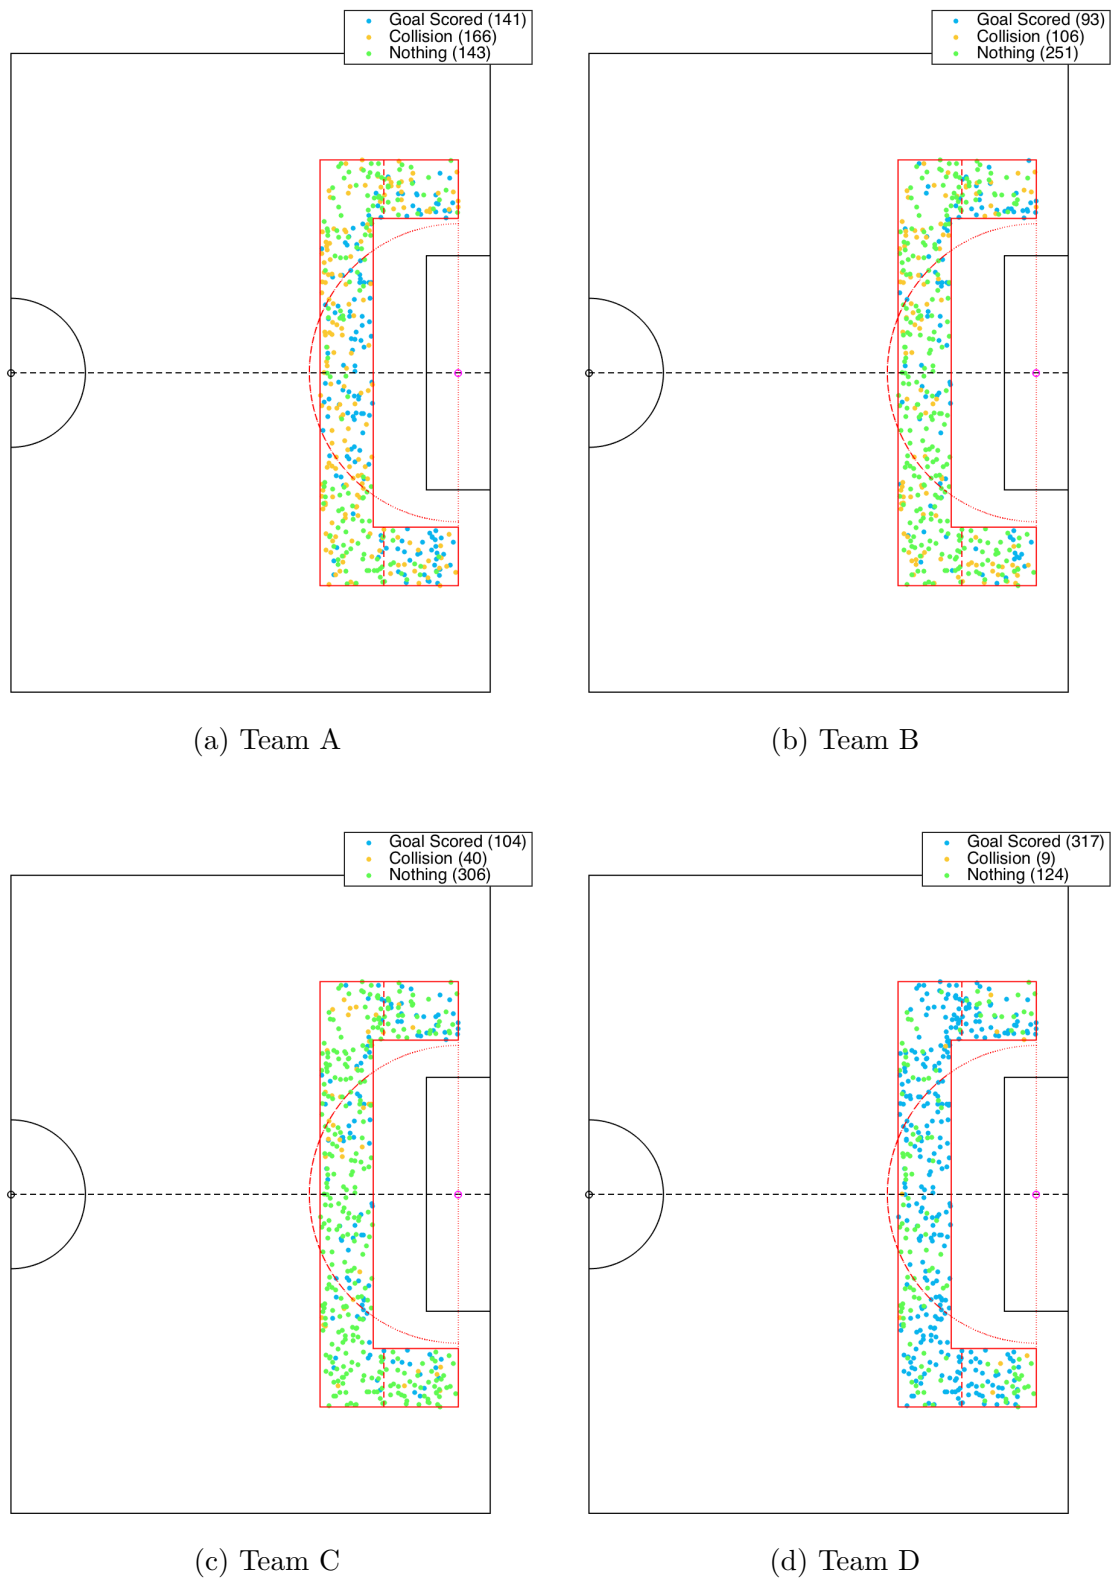 Goal Scored (141)
Collision (166)
Nothing (143)
Goal Scored (93)
Collision (106)
Nothing (251)
(a) Team A
(b) Team B
Goal Scored (104)
Collision (40)
Nothing (306)
Goal Scored (317)
Collision (9)
Nothing (124)
(c) Team C
(d) Team D